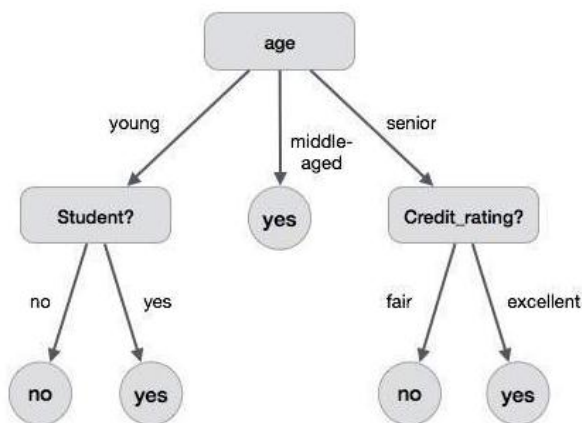 age
young
middle-
aged
senior
Student?
yes
Credit_rating?
no
yes
fair
excellent
no
yes
no
yes